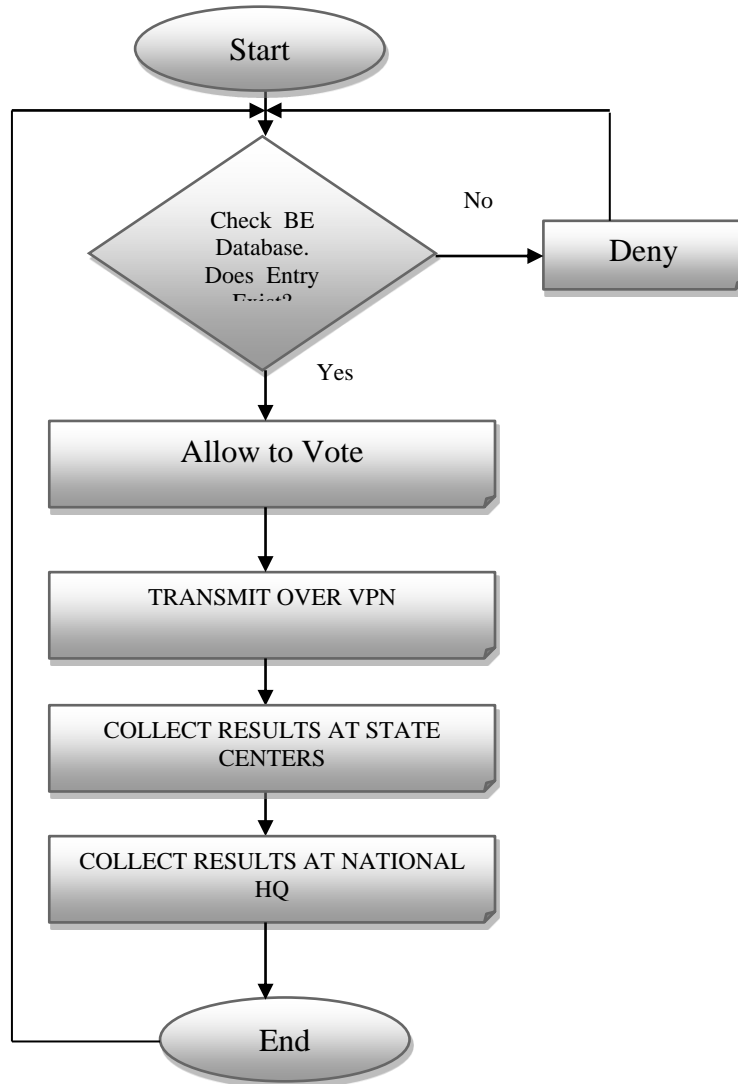 Start
Check BE
Database.
Does Entry
Exist?
No
Deny
Yes
Allow to Vote
TRANSMIT OVER VPN
COLLECT RESULTS AT STATE
CENTERS
COLLECT RESULTS AT NATIONAL
HQ
End